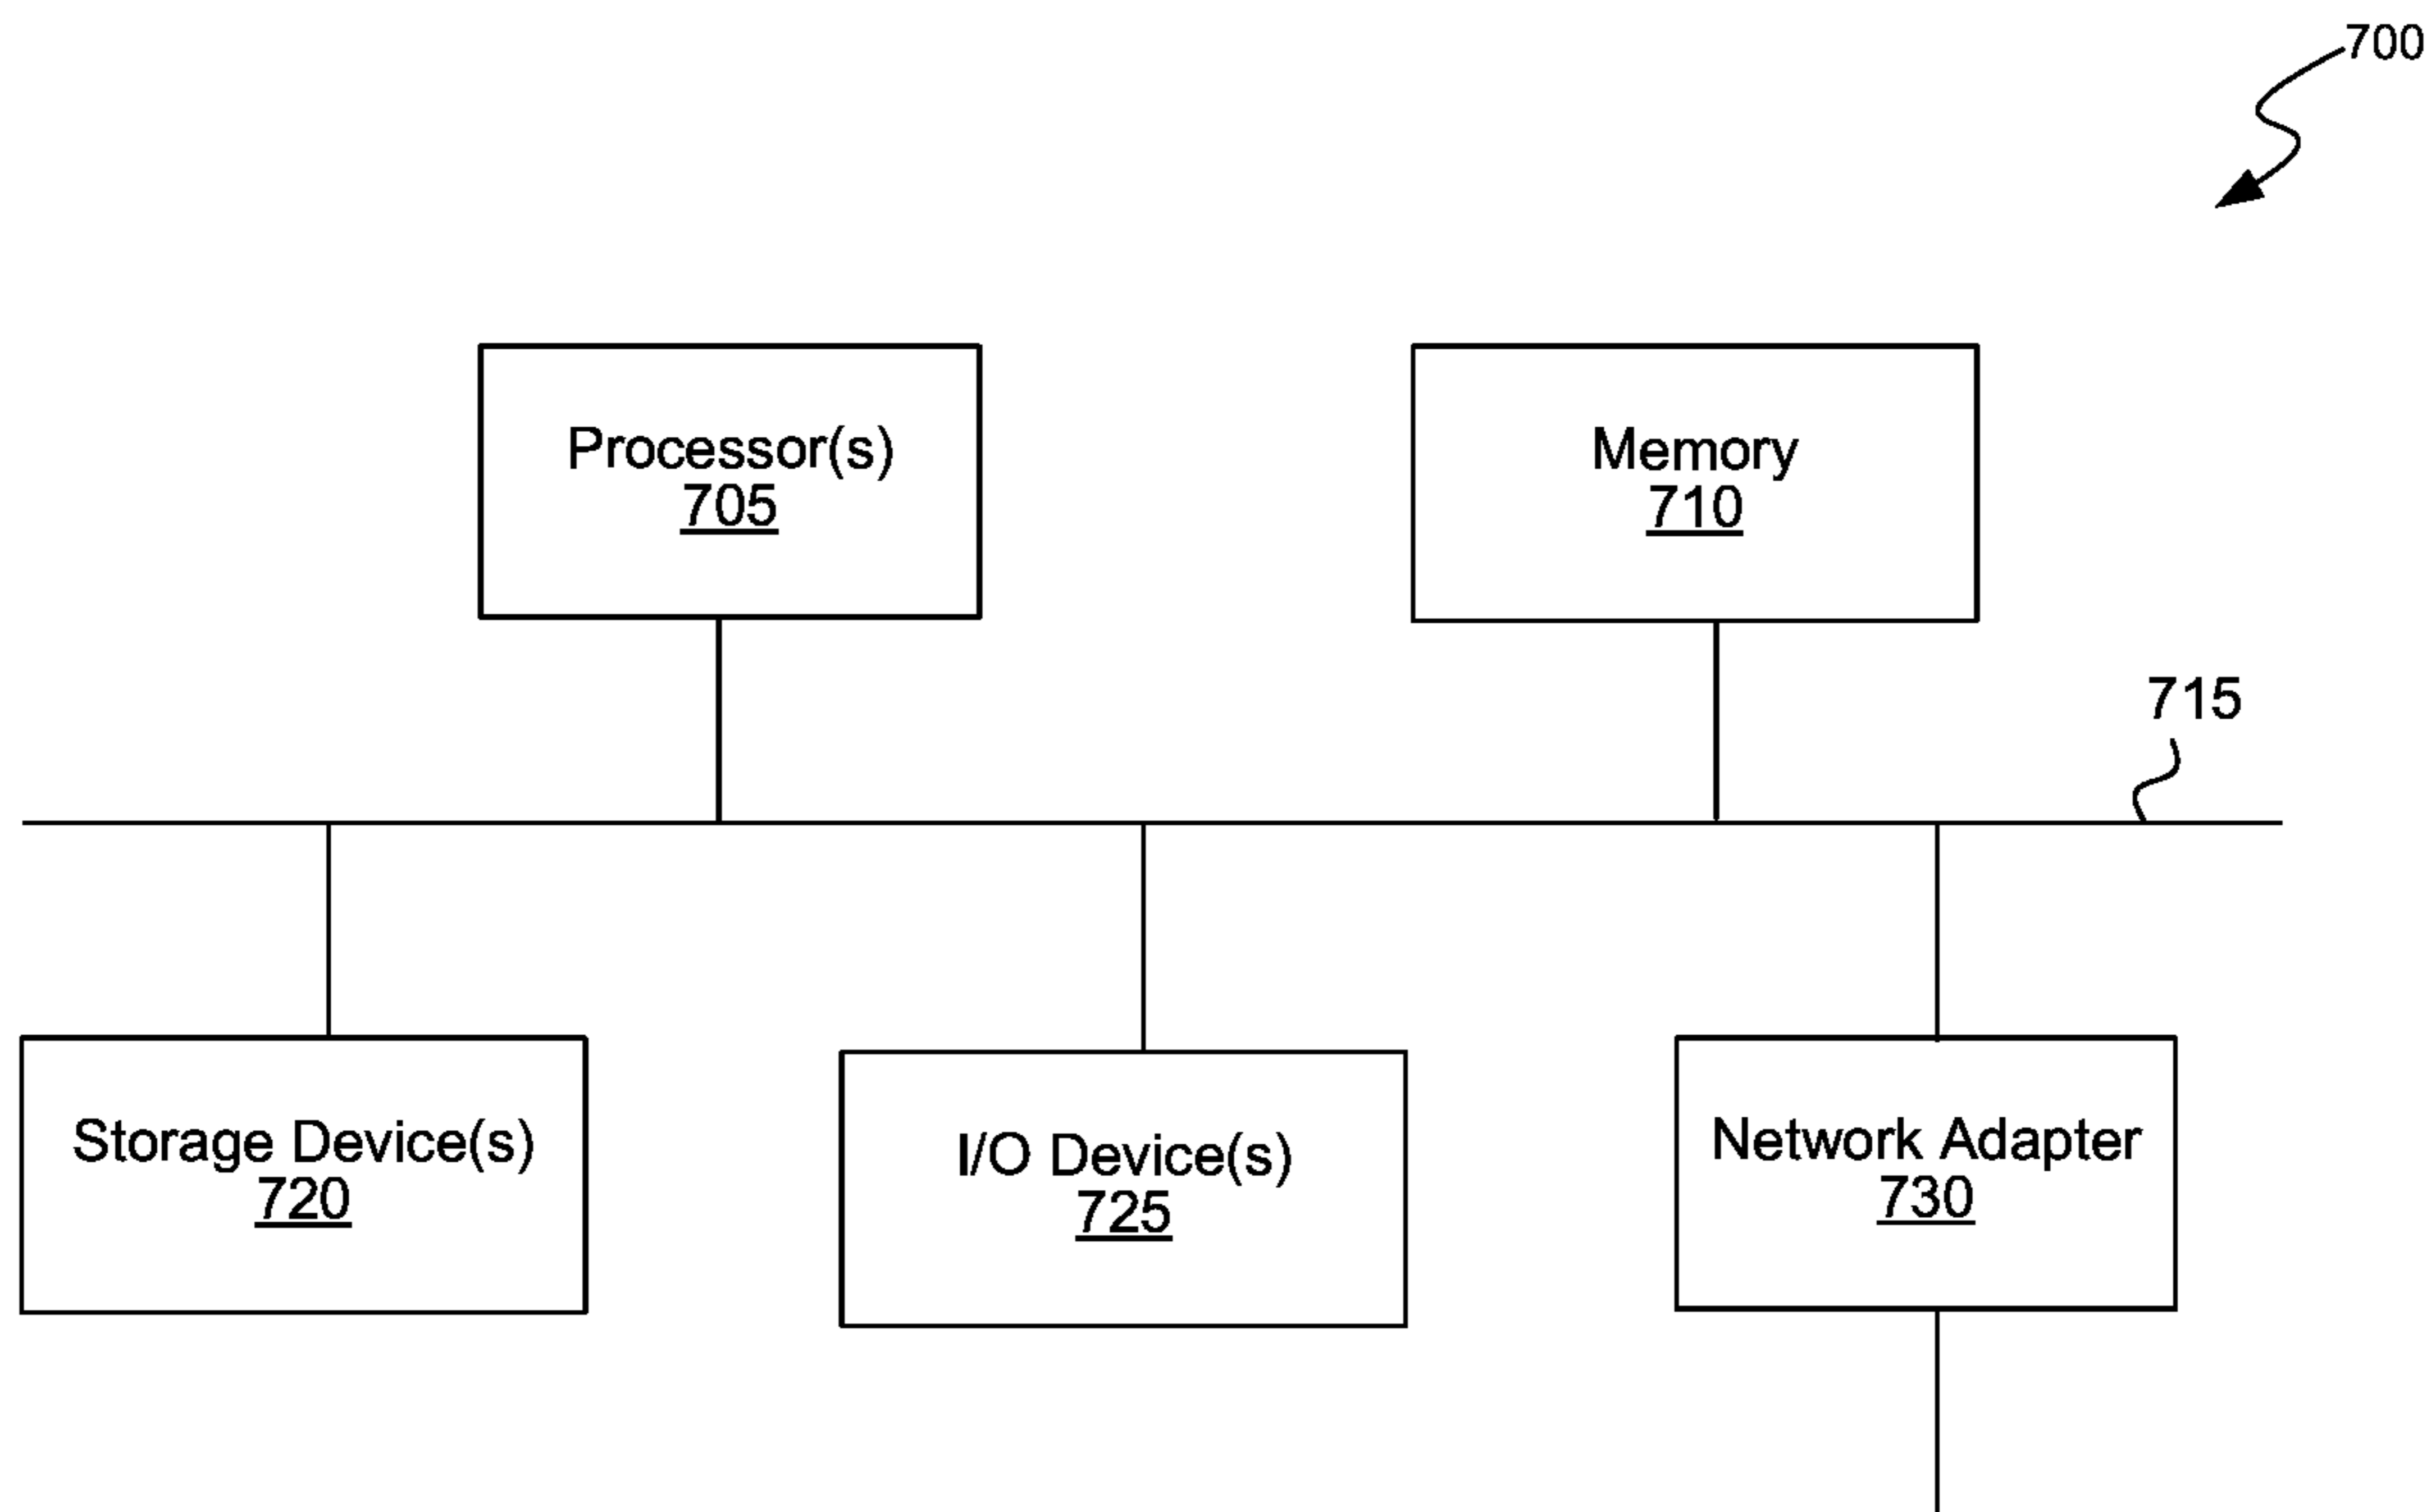 700
Processor(s)
705
Memory
710
715
Storage Device(s)
720
I/O Device(s)
725
Network Adapter
730